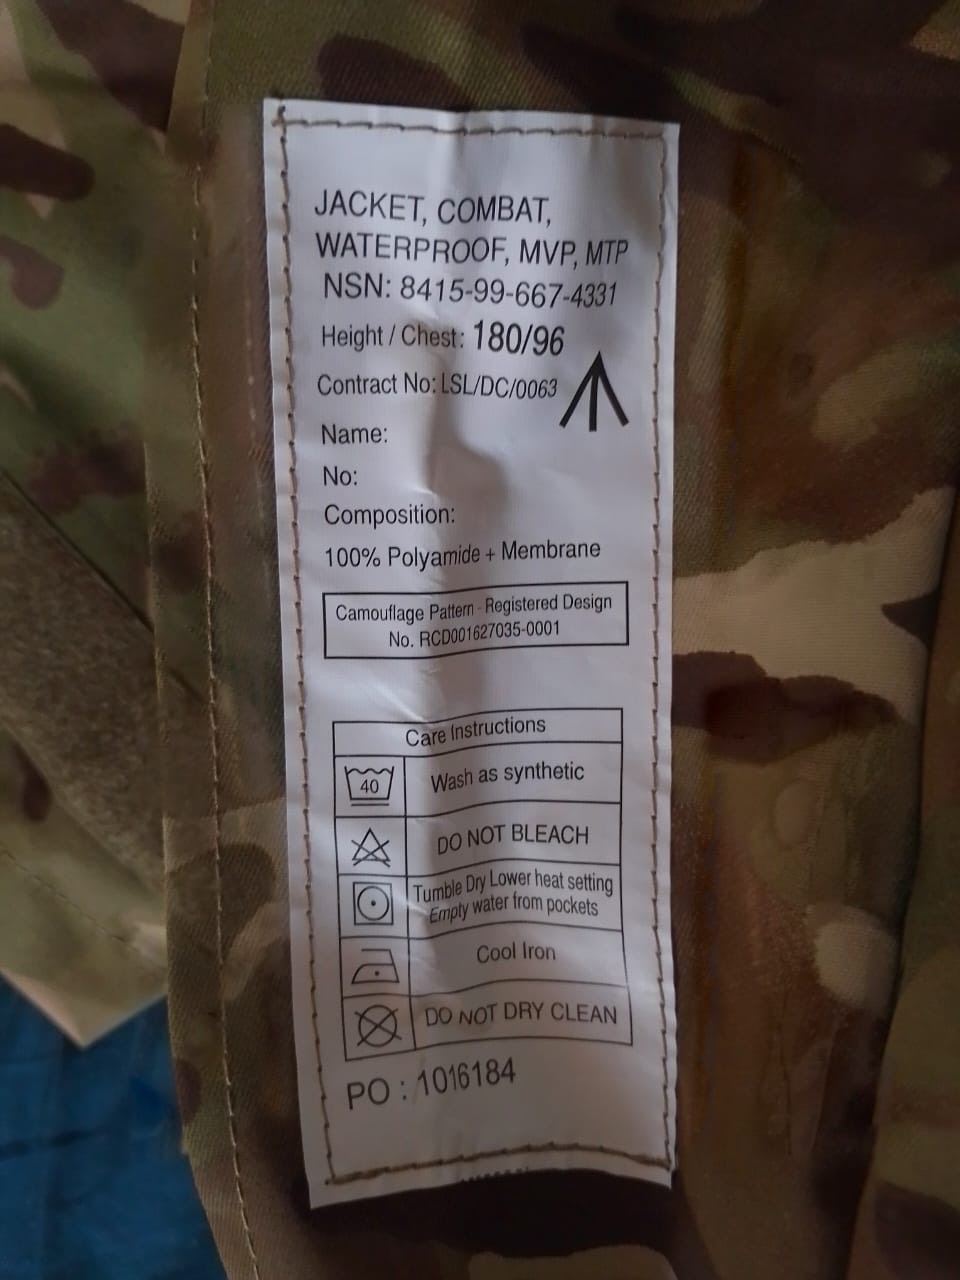 JACKET, COMBAT,
WATERPROOF, MVP, MTP
NSN: 8415-99-667-4331
Height / Chest: 180/96
Contract No: LSL/DC/0063
Name:
No:
Composition:
100% Polyamide + Membrane
Camouflage Pattern - Registered Design
No. RCD001627035-0001
Care Instructions
40 Wash as synthetic
DO NOT BLEACH
Tumble Dry Lower heat setting
Empty water from pockets
Cool Iron
DO NOT DRY CLEAN
PO : 1016184